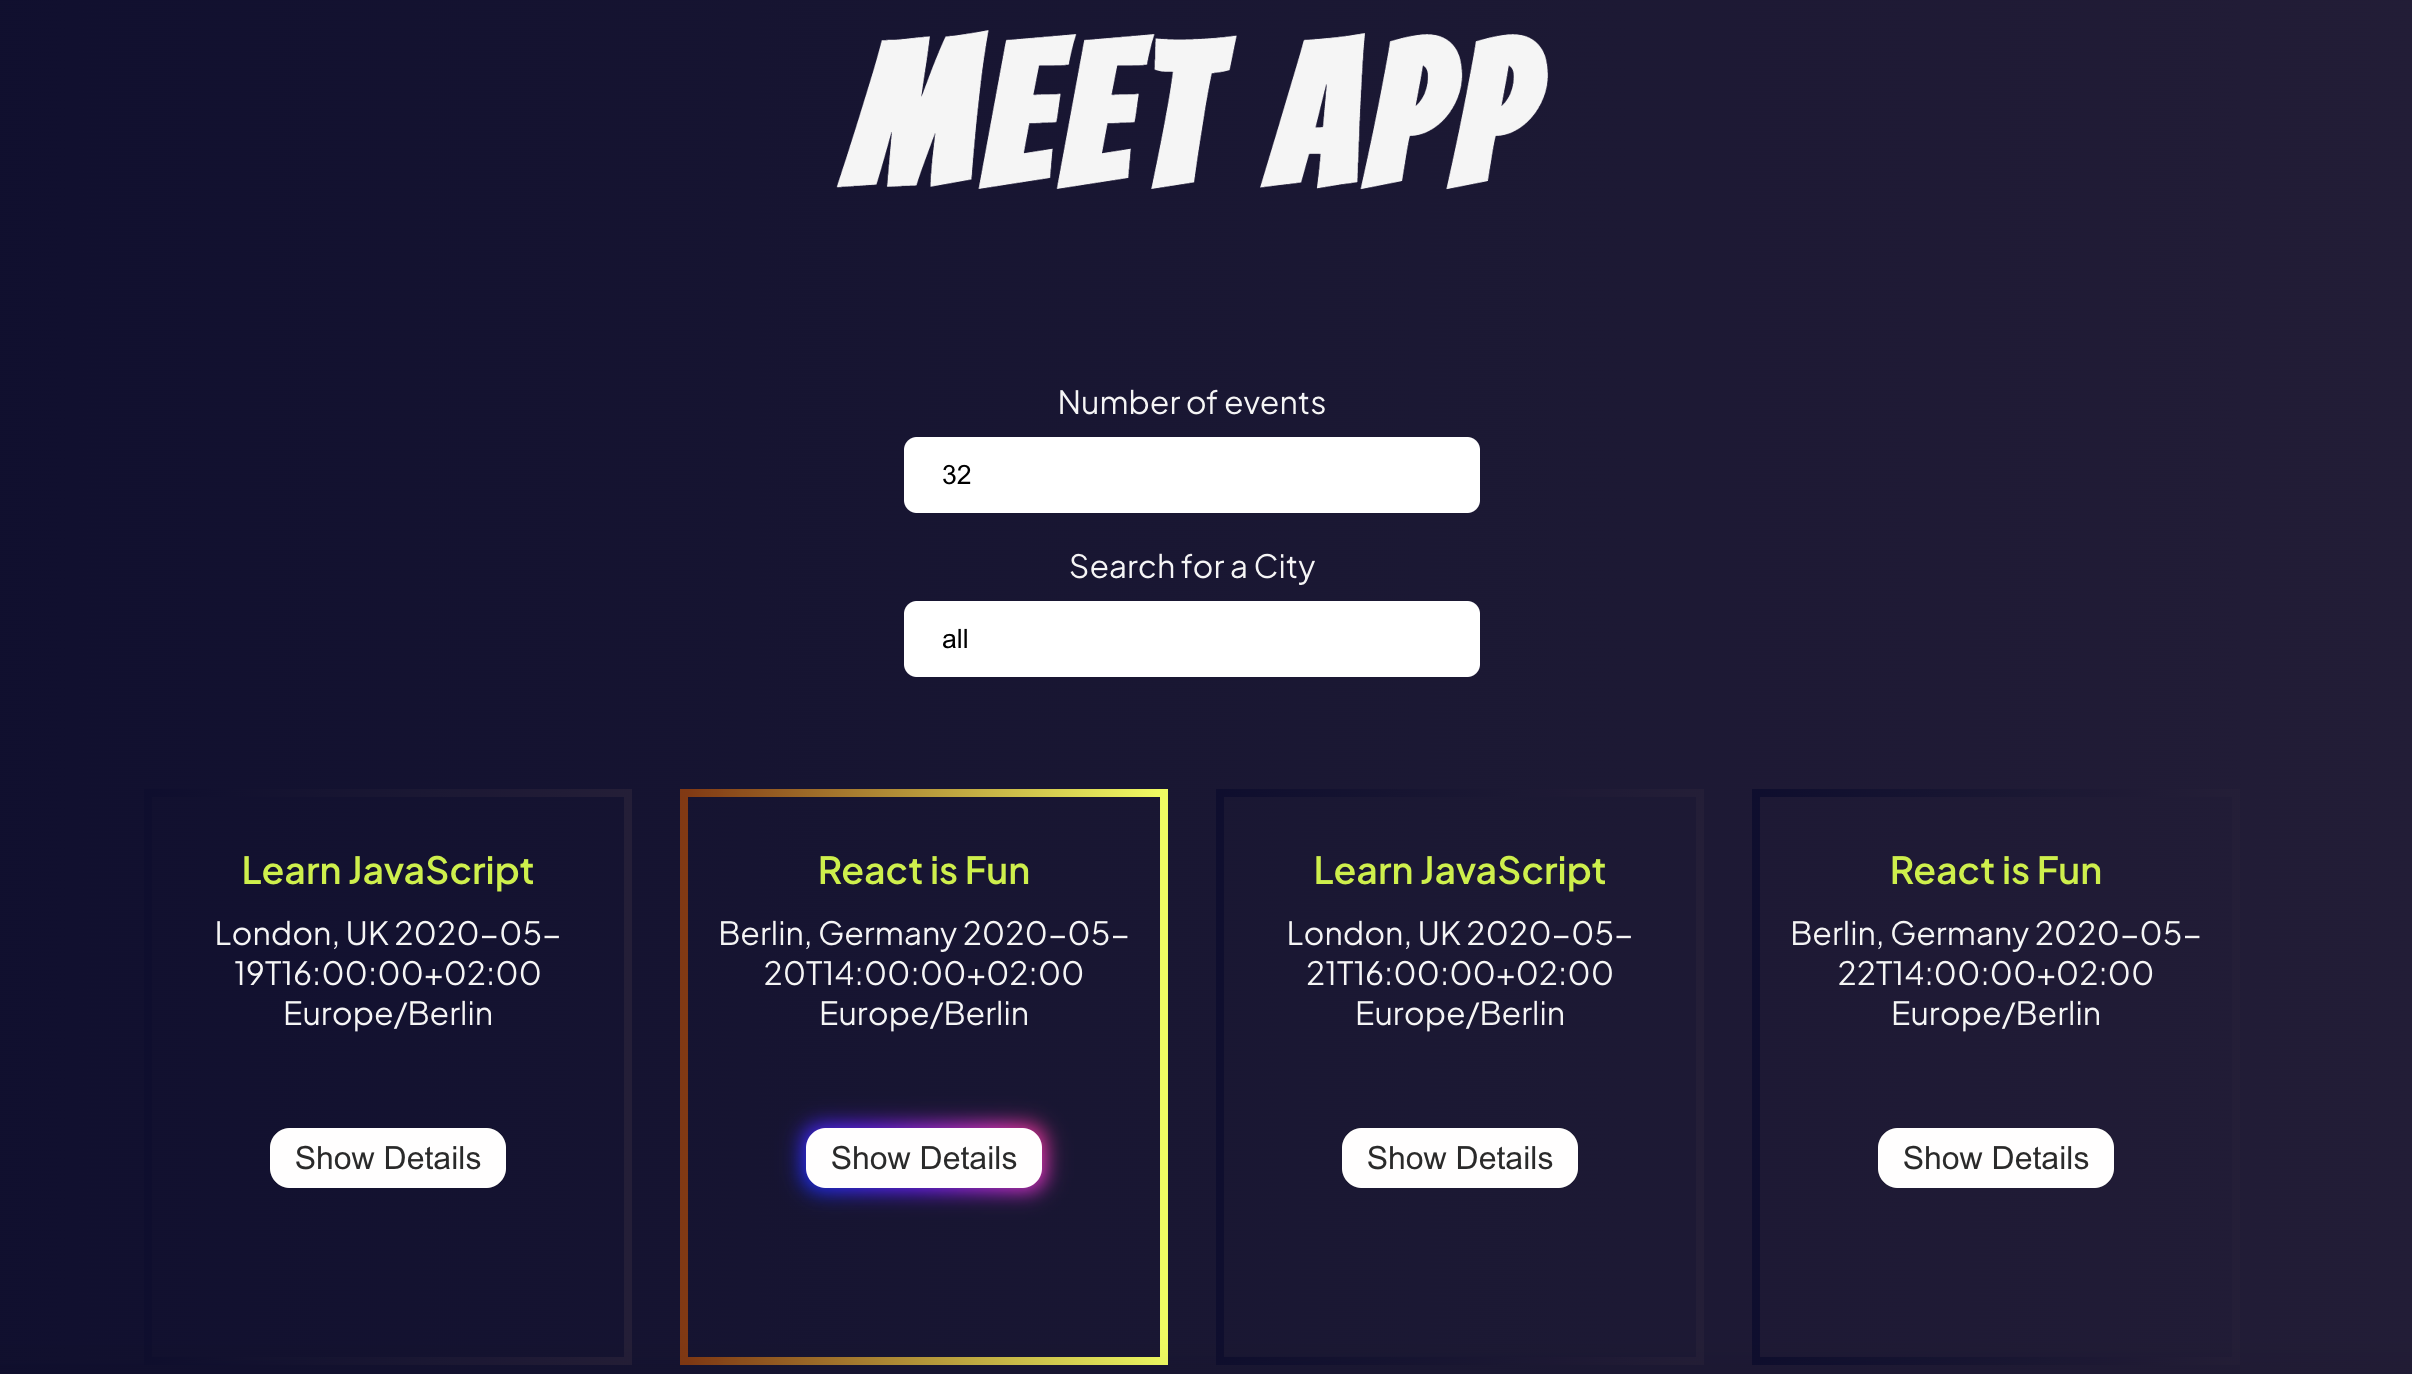 MEET APP
Number of events
32
Search for a City
all
Learn JavaScript
London, UK 2020-05-
19T16:00:00+02:00
Europe/Berlin
Show Details
React is Fun
Berlin, Germany 2020-05-
20T14:00:00+02:00
Europe/Berlin
Show Details
Learn JavaScript
London, UK 2020-05-
21T16:00:00+02:00
Europe/Berlin
Show Details
React is Fun
Berlin, Germany 2020-05-
22T14:00:00+02:00
Europe/Berlin
Show Details